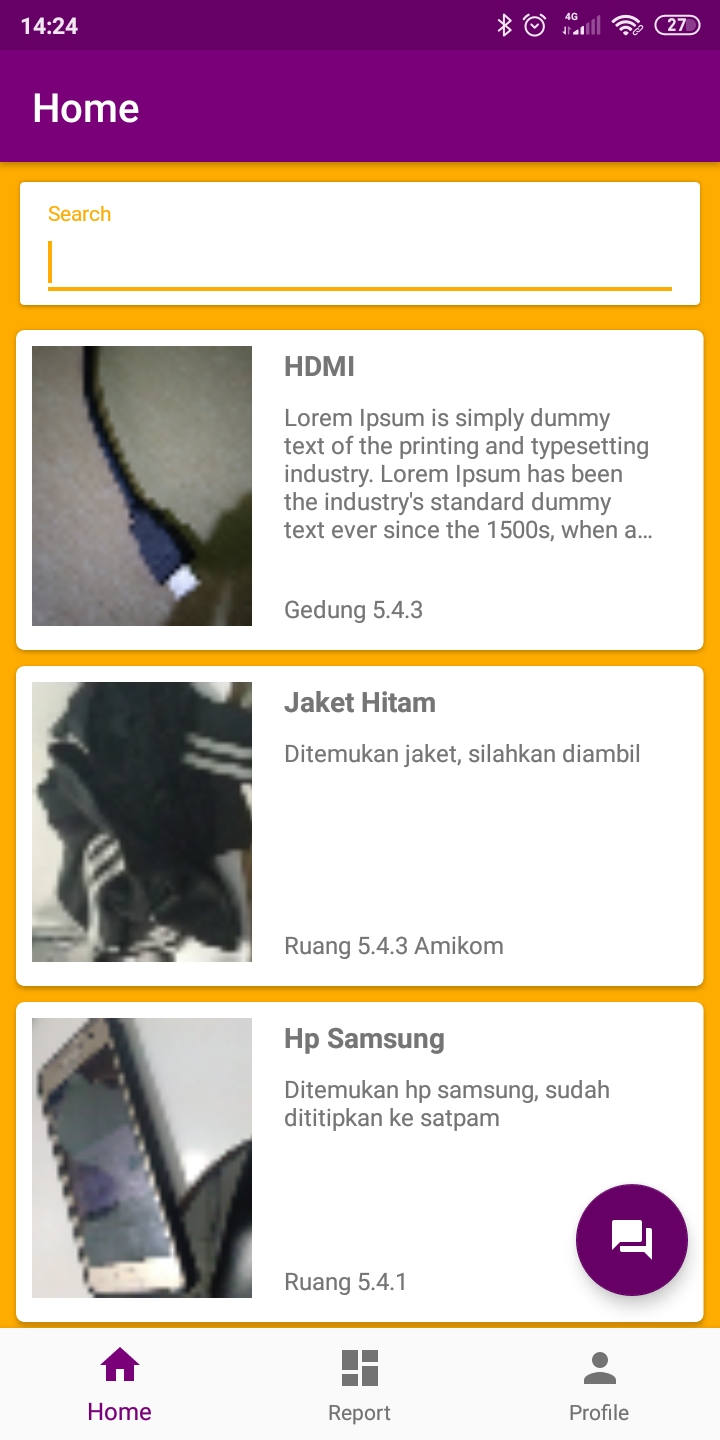 14:24
4G
27
Home
Search
HDMI
Lorem Ipsum is simply dummy
text of the printing and typesetting
industry. Lorem Ipsum has been
the industry's standard dummy
text ever since the 1500s, when a…
Gedung 5.4.3
Jaket Hitam
Ditemukan jaket, silahkan diambil
Ruang 5.4.3 Amikom
Hp Samsung
Ditemukan hp samsung, sudah
dititipkan ke satpam
Ruang 5.4.1
Home
Report
Profile